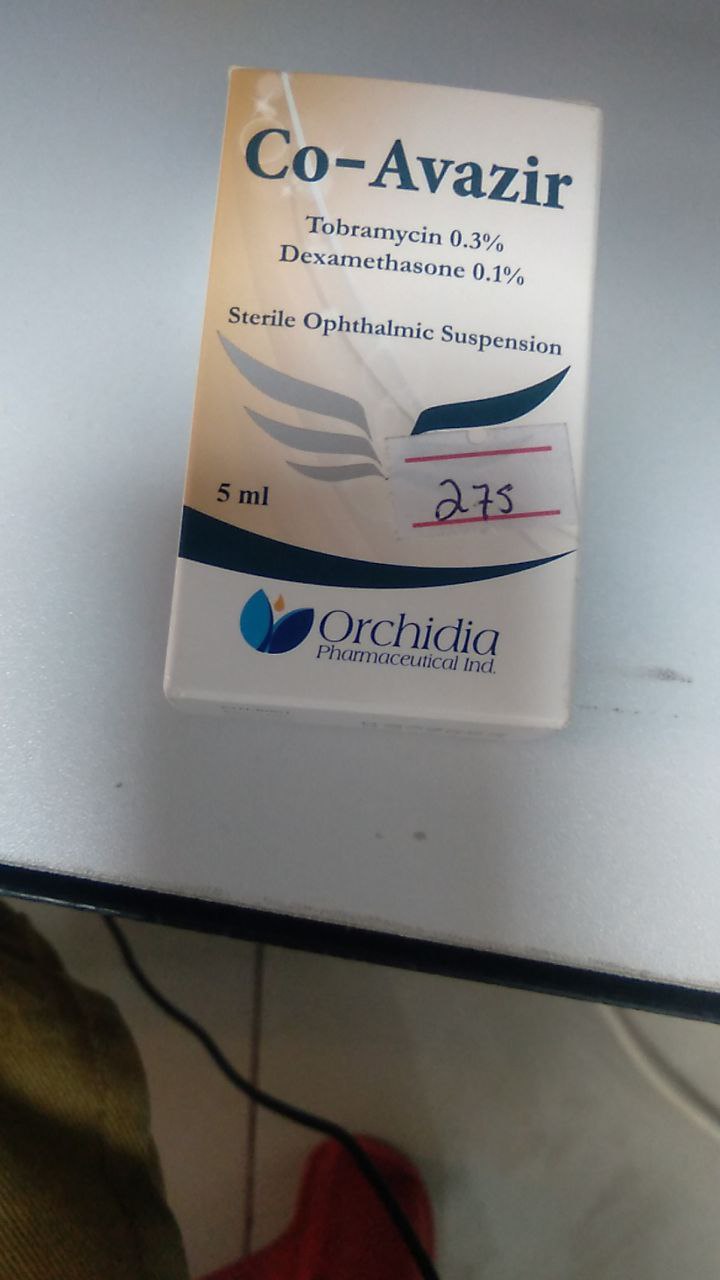 Co-Avazir
Tobramycin 0.3%
Dexamethasone 0.1%
Sterile Ophthalmic Suspension
275
5 ml
Orchidia
Pharmaceutical Ind.